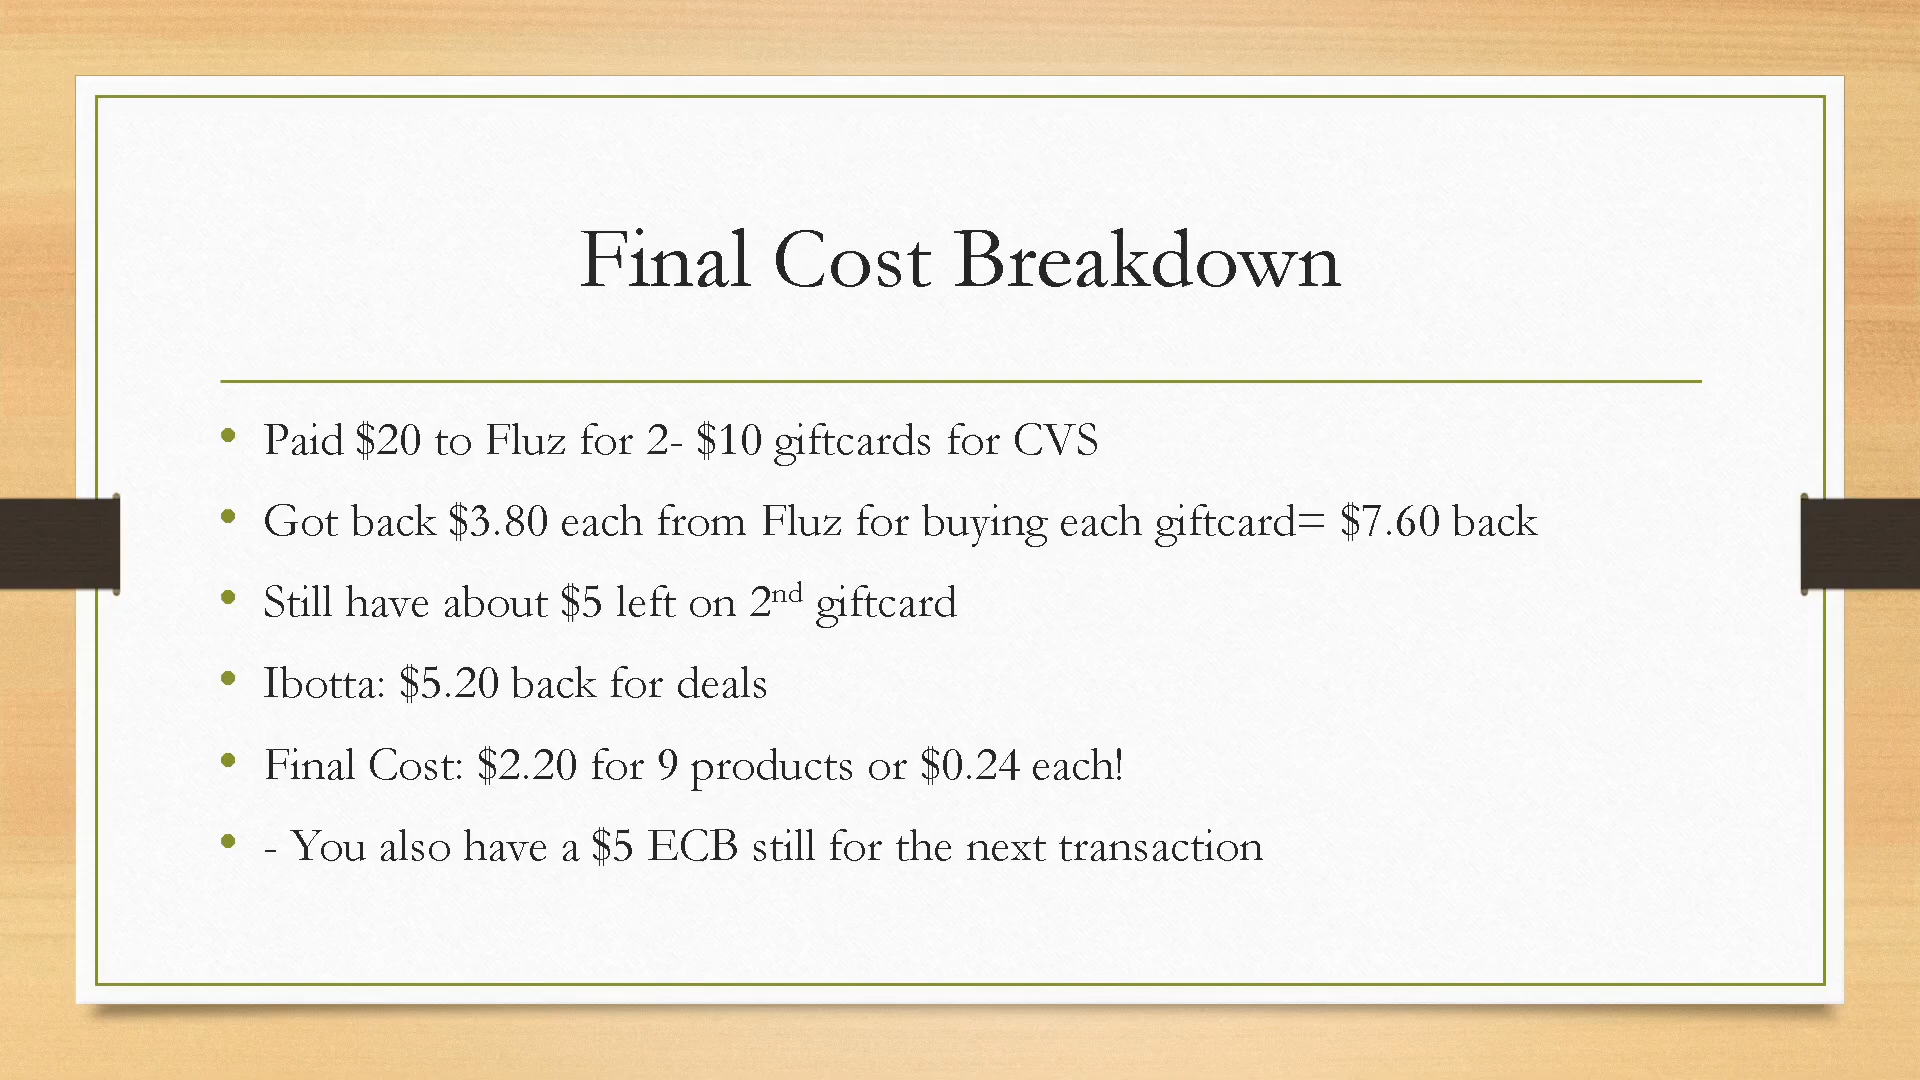 Final Cost Breakdown
• Paid $20 to Fluz for 2- $10 giftcards for CVS
• Got back $3.80 each from Fluz for buying each giftcard= $7.60 back
• Still have about $5 left on 2nd giftcard
• Ibotta: $5.20 back for deals
• Final Cost: $2.20 for 9 products or $0.24 each!
• - You also have a $5 ECB still for the next transaction